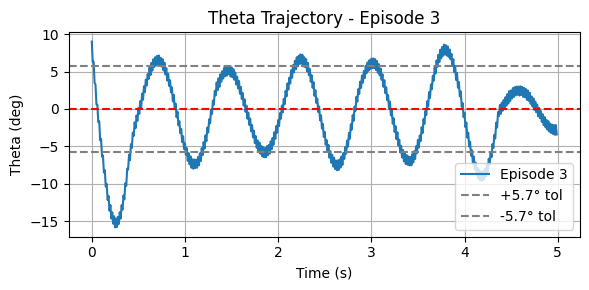 Theta Trajectory - Episode 3
Theta (deg)
10
5
0
−5
−10
−15
0
1
2
3
4
5
Time (s)
Episode 3
+5.7° tol
-5.7° tol